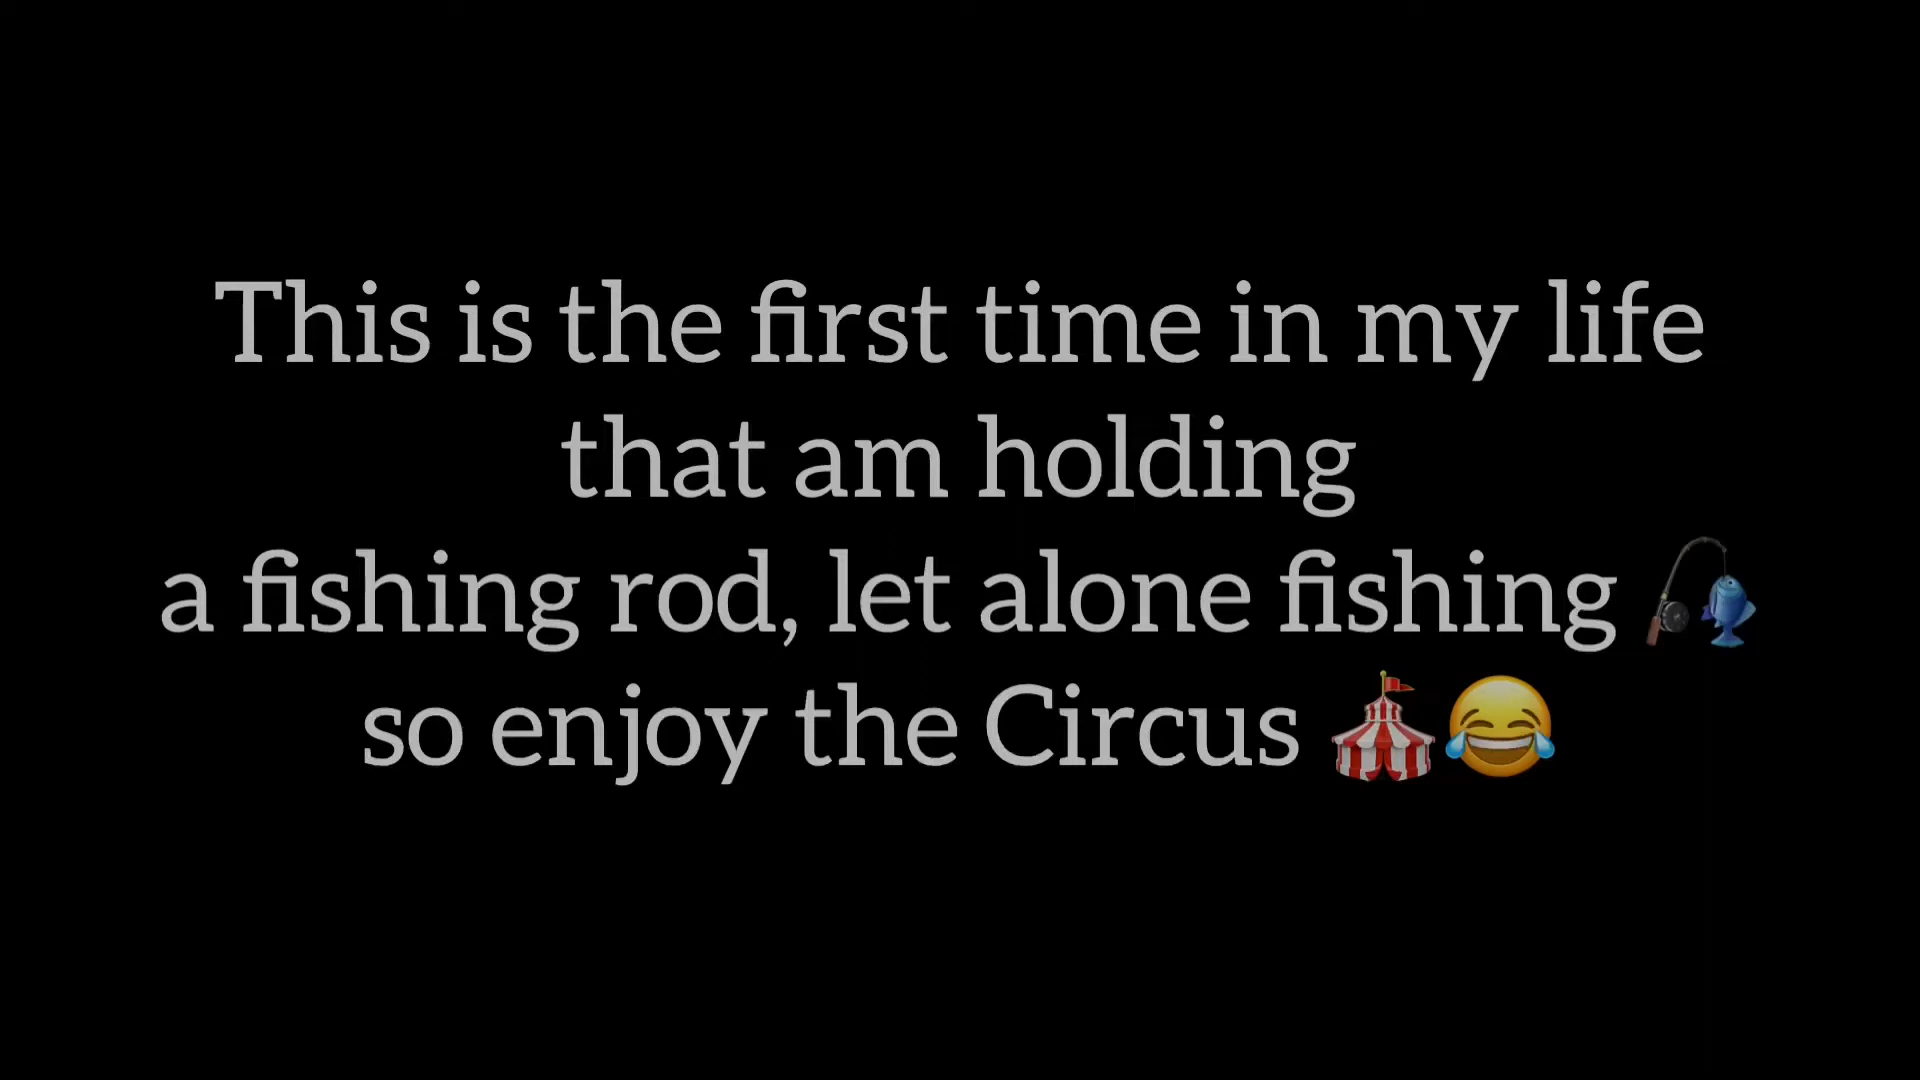 This is the first time in my life
that am holding
a fishing rod, let alone fishing 🎣
so enjoy the Circus 🎪😂